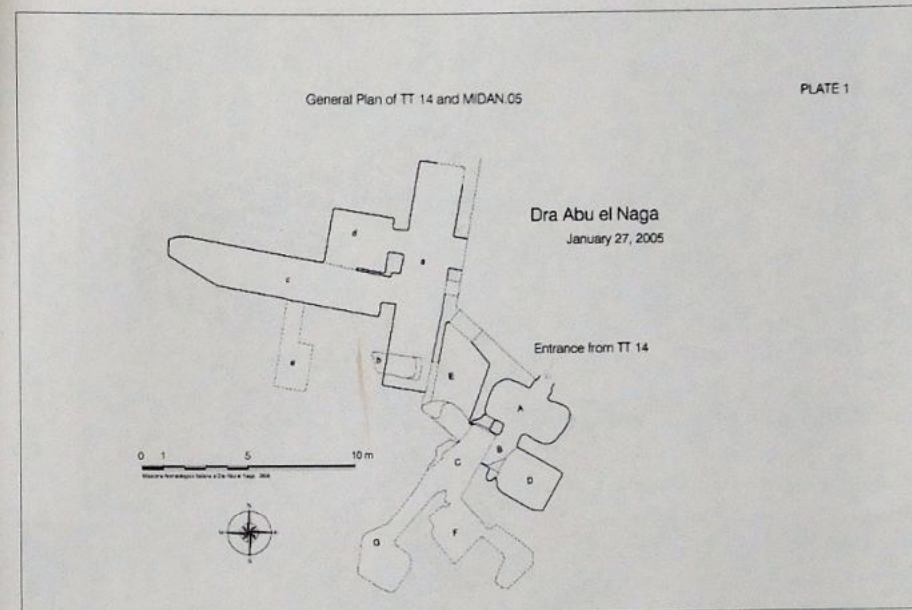 PLATE 1
General Plan of TT 14 and MIDAN.05
Dra Abu el Naga
January 27, 2005
d
a
c
Entrance from TT 14
e
b
E
A
0 1 5 10 m
B
C
D
N
F
G
S